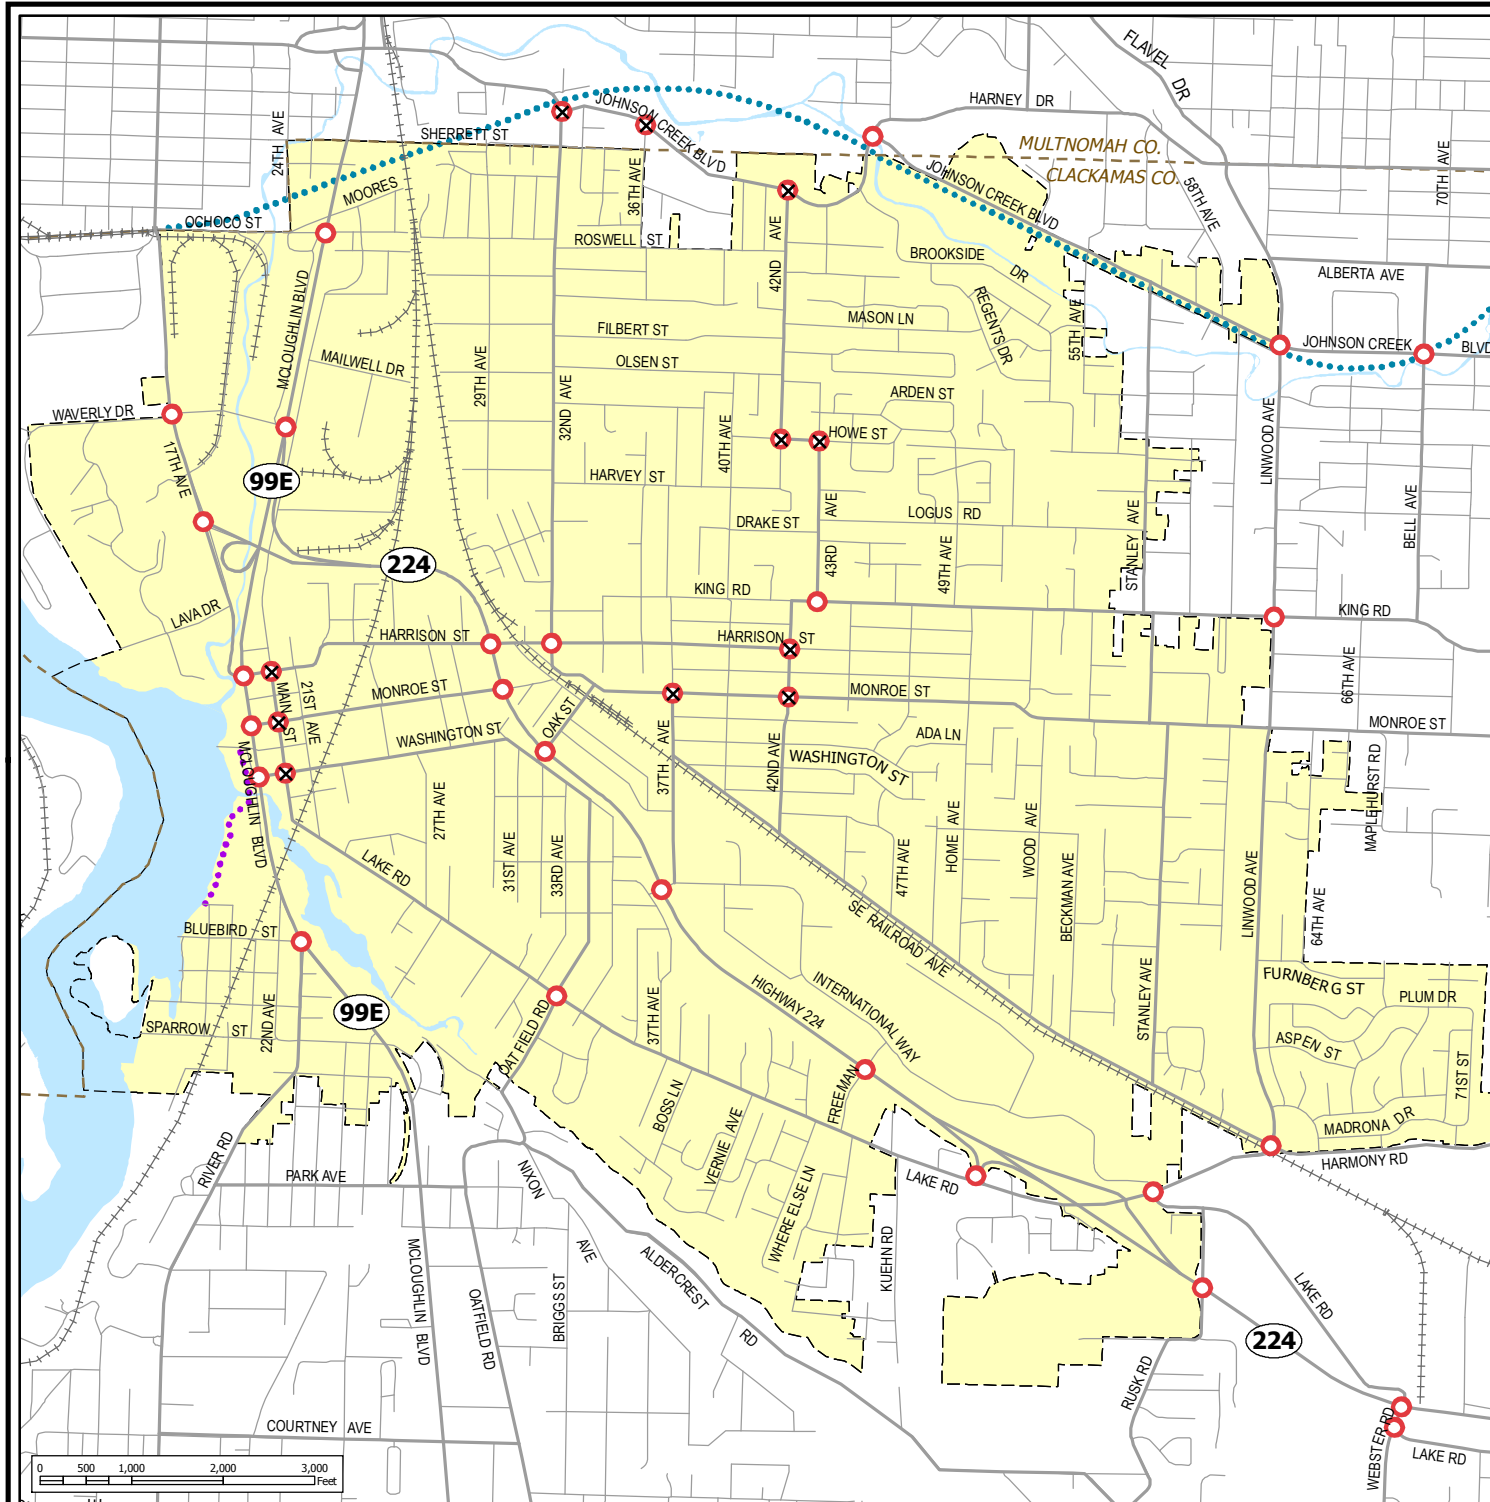 FLAVEL DR
HARNEY DR
JOHNSON CREEK BLVD
SHERRETT ST
24TH AVE
MULTNOMAH CO.
CLACKAMAS CO.
70TH AVE
36TH AVE
JOHNSON CREEK BLVD
58TH AVE
MOORES
OCHOCO ST
ROSWELL ST
42ND AVE
BROOKSIDE DR
ALBERTA AVE
MCLOUGHLIN BLVD
REGENTS DR
55TH AVE
MASON LN
FILBERT ST
JOHNSON CREEK BLVD
MAILWELL DR
29TH AVE
OLSEN ST
32ND AVE
ARDEN ST
WAVERLY DR
40TH AVE
HOWE ST
LINWOOD AVE
17TH AVE
99E
HARVEY ST
BELL AVE
DRAKE ST
LOGUS RD
43RD AVE
49TH AVE
STANLEY AVE
224
KING RD
KING RD
LAVA DR
HARRISON ST
HARRISON ST
66TH AVE
MAIN ST
21ST AVE
MONROE ST
MONROE ST
MONROE ST
WASHINGTON ST
OAK ST
ADA LN
MCLOUGHLIN BLVD
37TH AVE
42ND AVE
WASHINGTON ST
MAPLEHURST RD
27TH AVE
LAKE RD
31ST AVE
33RD AVE
47TH AVE
HOME AVE
WOOD AVE
BECKMAN AVE
LINWOOD AVE
64TH AVE
SE RAILROAD AVE
BLUEBIRD ST
FURNBERG ST
PLUM DR
99E
HIGHWAY 224
INTERNATIONAL WAY
SPARROW ST
22ND AVE
OATFIELD RD
37TH AVE
STANLEY AVE
ASPEN ST
71ST ST
BOSS LN
VERNIE AVE
FREEMAN
MADRONA DR
HARMONY RD
RIVER RD
PARK AVE
NIXON AVE
WHERE ELSE LN
LAKE RD
KUEHN RD
MCLOUGHLIN BLVD
OATFIELD RD
BRIGGS ST
ALDERCREST RD
LAKE RD
224
RUSK RD
COURTNEY AVE
WEBSTER RD
LAKE RD
0 500 1,000 2,000 3,000
Feet